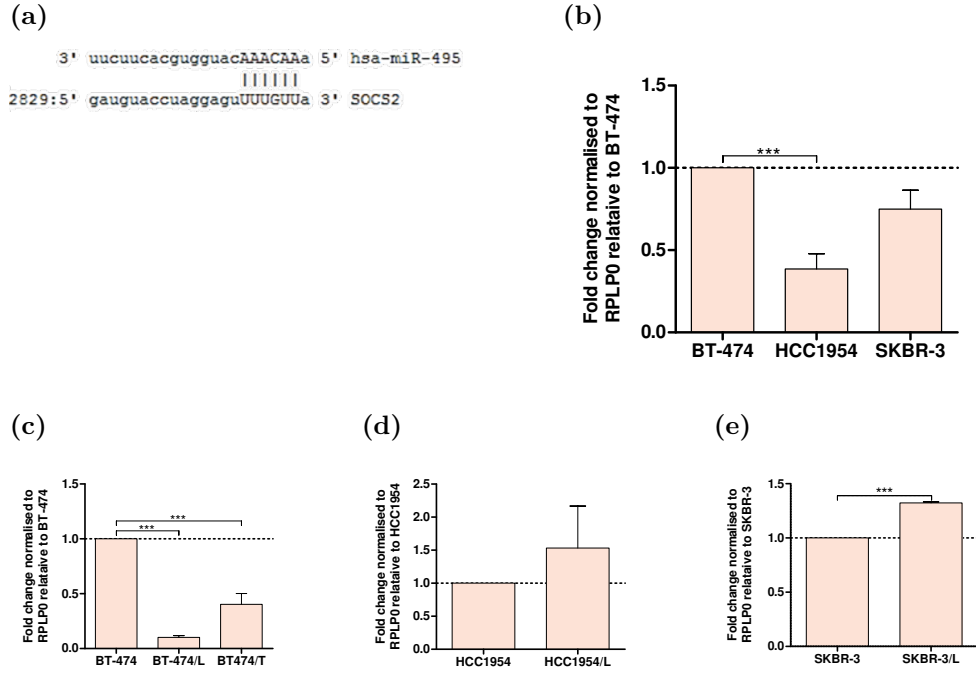 (a)
3' uucuucacgugguacAAACAAa 5' hsa-miR-495
||||||
2829:5' gauguaccuaggaguUUUGUUa 3' SOCS2
(b)
Fold change normalised to
RPLP0 relataive to BT-474
1.5
1.0
0.5
0.0
***
BT-474 HCC1954 SKBR-3
(c)
Fold change normalised to
RPLP0 relataive to BT-474
1.5
1.0
0.5
0.0
***
***
BT-474 BT-474/L BT474/T
(d)
Fold change normalised to
RPLP0 relataive to HCC1954
2.5
2.0
1.5
1.0
0.5
0.0
HCC1954 HCC1954/L
(e)
Fold change normalised to
RPLP0 relataive to SKBR-3
1.5
1.0
0.5
0.0
***
SKBR-3 SKBR-3/L